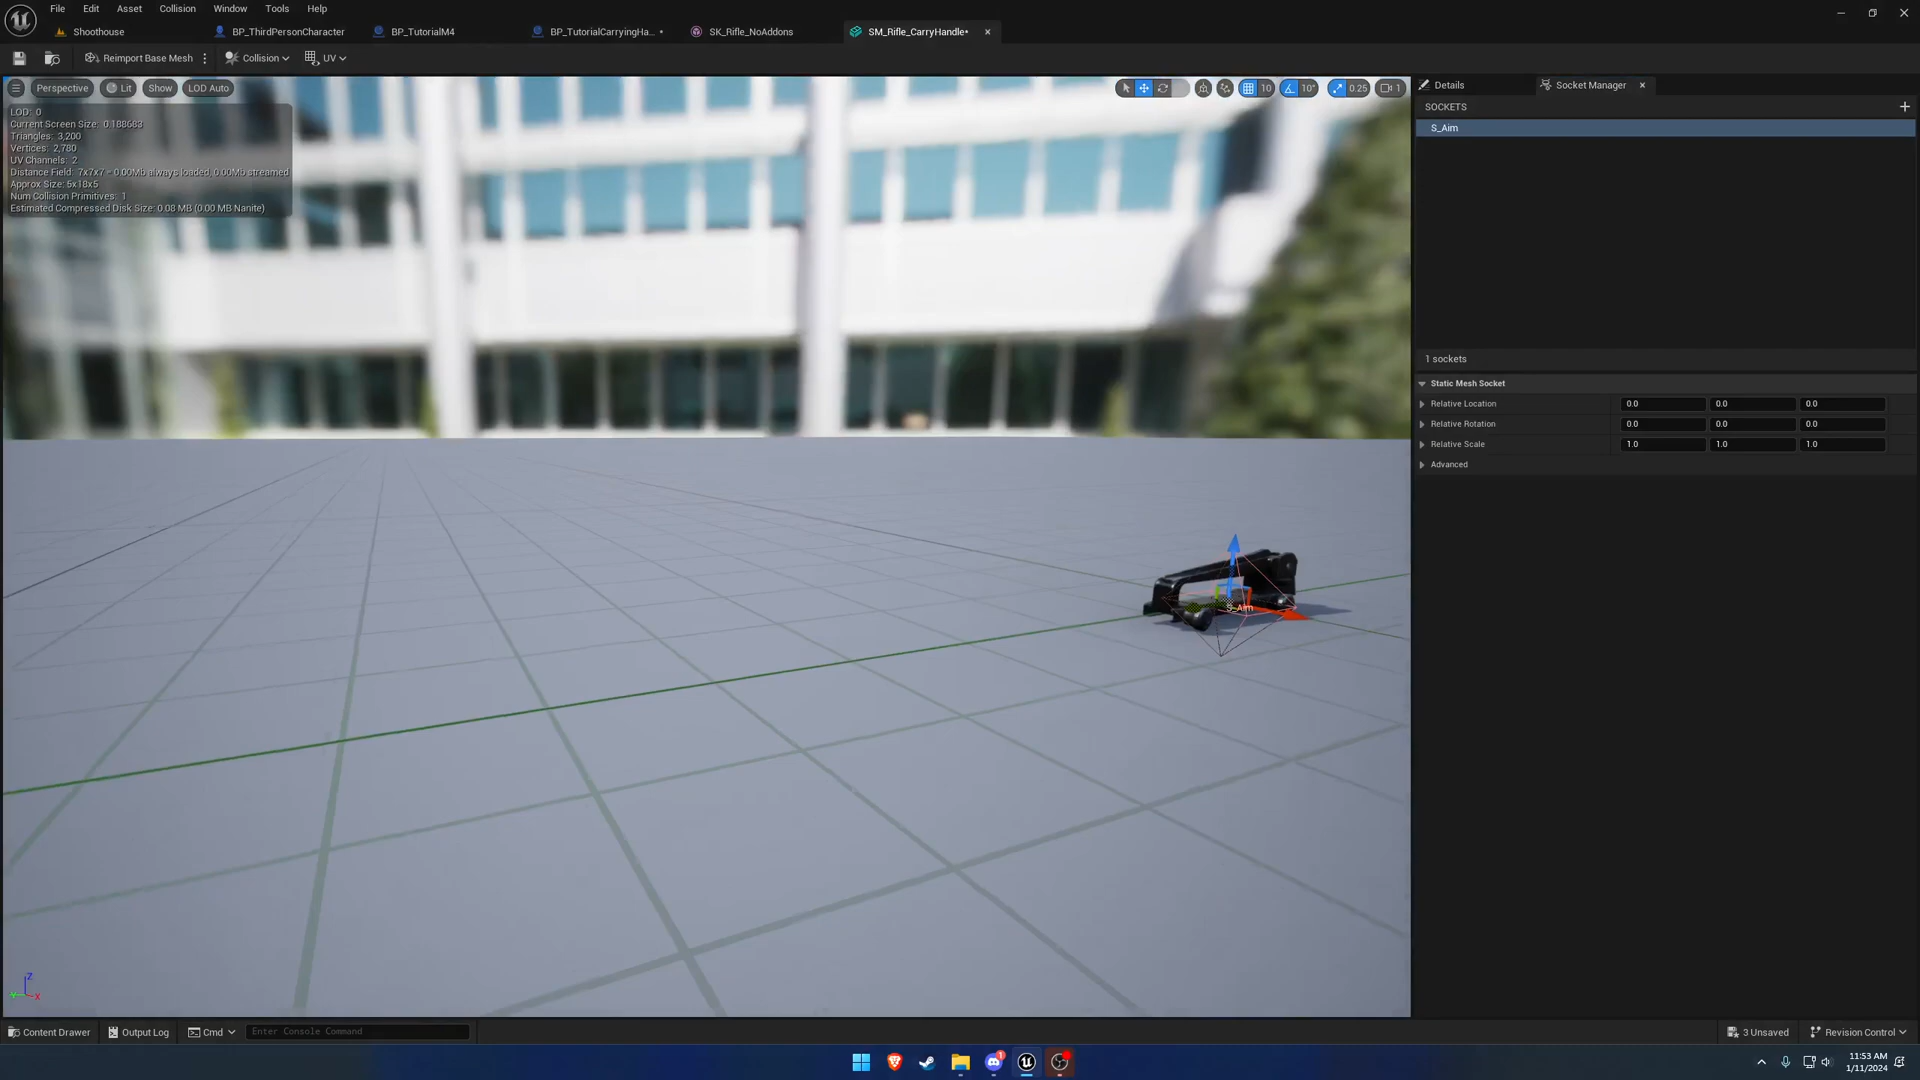 File Edit Asset Collision Window Tools Help
Shoothouse BP_ThirdPersonCharacter BP_TutorialM4 BP_TutorialCarryingHa... • SK_Rifle_NoAddons SM_Rifle_CarryHandle•
Reimport Base Mesh Collision UV
Perspective Lit Show LOD Auto 10 10° 0.25 1
LOD: 0
Current Screen Size: 0.188683
Triangles: 3,200
Vertices: 2,780
UV Channels: 2
Distance Field: 7x7x7 = 0.00Mb always loaded, 0.00Mb streamed
Approx Size: 5x18x5
Num Collision Primitives: 1
Estimated Compressed Disk Size: 0.08 MB (0.00 MB Nanite)
Details Socket Manager
SOCKETS
S_Aim
1 sockets
Static Mesh Socket
Relative Location 0.0 0.0 0.0
Relative Rotation 0.0 0.0 0.0
Relative Scale 1.0 1.0 1.0
Advanced
S_Aim
Z
Y X
Content Drawer Output Log Cmd Enter Console Command 3 Unsaved Revision Control
1
11:53 AM
1/11/2024